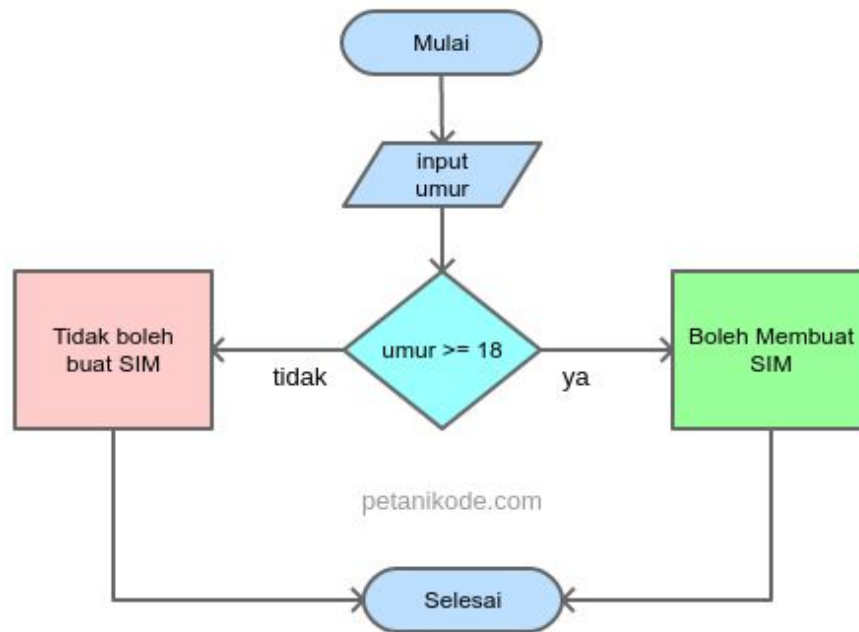 Mulai
input
umur
umur >= 18
Tidak boleh
buat SIM
tidak
ya
Boleh Membuat
SIM
petanikode.com
Selesai